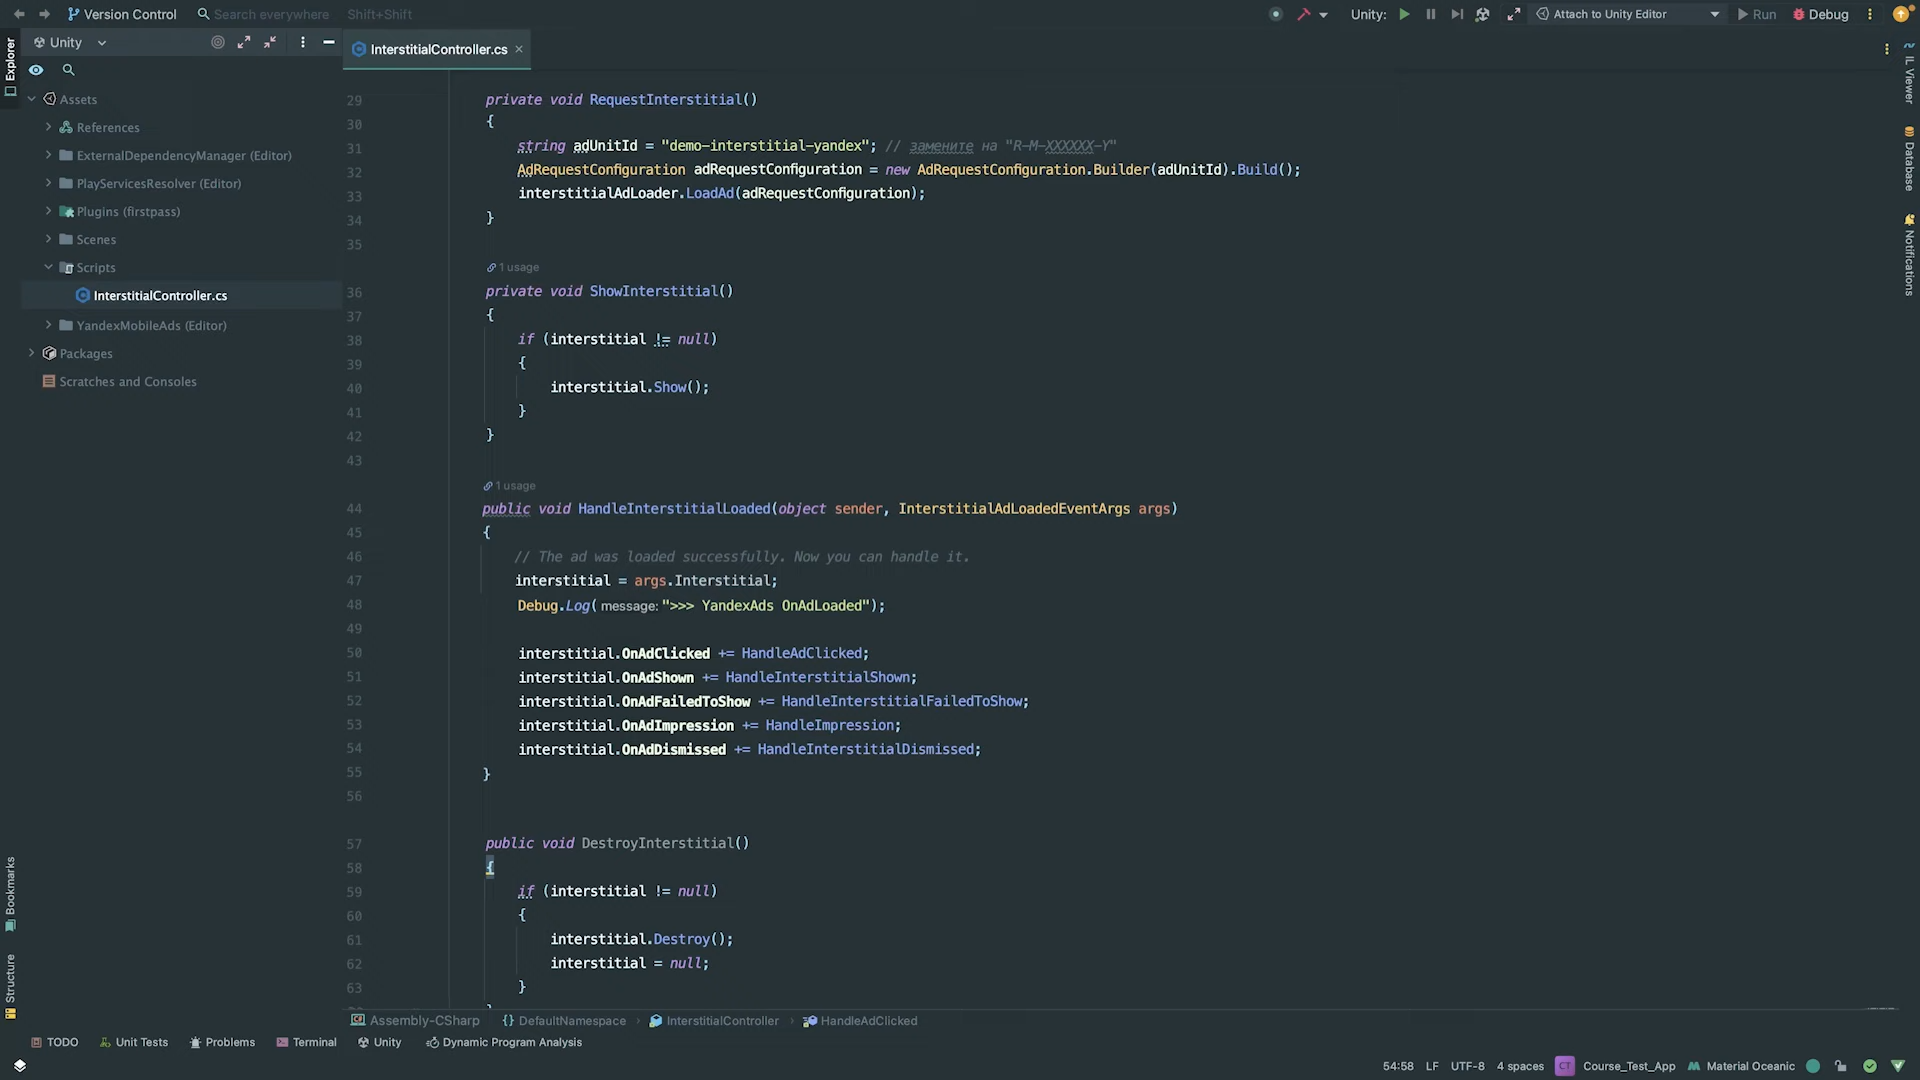 Version Control
Search everywhere
Shift+Shift
Unity:
Attach to Unity Editor
Run
Debug
Unity
InterstitialController.cs
Explorer
Assets
References
ExternalDependencyManager (Editor)
PlayServicesResolver (Editor)
Plugins (firstpass)
Scenes
Scripts
InterstitialController.cs
YandexMobileAds (Editor)
Packages
Scratches and Consoles
Bookmarks
Structure
29 private void RequestInterstitial()
30 {
31 string adUnitId = "demo-interstitial-yandex"; // замените на "R-M-XXXXXX-Y"
32 AdRequestConfiguration adRequestConfiguration = new AdRequestConfiguration.Builder(adUnitId).Build();
33 interstitialAdLoader.LoadAd(adRequestConfiguration);
34 }
35
1 usage
36 private void ShowInterstitial()
37 {
38 if (interstitial != null)
39 {
40 interstitial.Show();
41 }
42 }
43
1 usage
44 public void HandleInterstitialLoaded(object sender, InterstitialAdLoadedEventArgs args)
45 {
46 // The ad was loaded successfully. Now you can handle it.
47 interstitial = args.Interstitial;
48 Debug.Log( message: ">>> YandexAds OnAdLoaded");
49
50 interstitial.OnAdClicked += HandleAdClicked;
51 interstitial.OnAdShown += HandleInterstitialShown;
52 interstitial.OnAdFailedToShow += HandleInterstitialFailedToShow;
53 interstitial.OnAdImpression += HandleImpression;
54 interstitial.OnAdDismissed += HandleInterstitialDismissed;
55 }
56
57 public void DestroyInterstitial()
58 {
59 if (interstitial != null)
60 {
61 interstitial.Destroy();
62 interstitial = null;
63 }
IL Viewer
Database
Notifications
Assembly-CSharp
{} DefaultNamespace
InterstitialController
HandleAdClicked
TODO
Unit Tests
Problems
Terminal
Unity
Dynamic Program Analysis
54:58
LF
UTF-8
4 spaces
CT
Course_Test_App
Material Oceanic